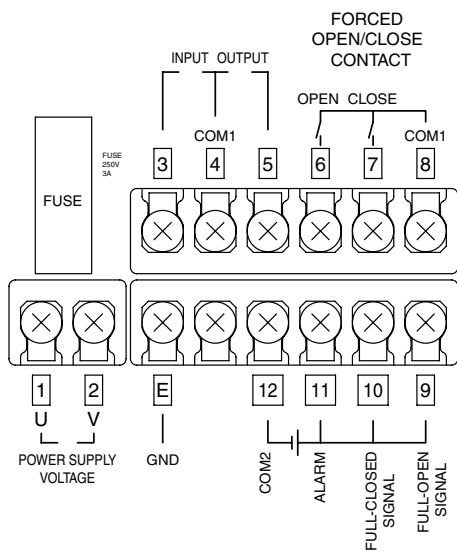 FORCED
OPEN/CLOSE
CONTACT
INPUT OUTPUT
OPEN CLOSE
COM1
COM1
FUSE
250V
3A
3
4
5
6
7
8
FUSE
1
2
E
12
11
10
9
U
V
POWER SUPPLY
VOLTAGE
GND
COM2
ALARM
FULL-CLOSED
SIGNAL
FULL-OPEN
SIGNAL